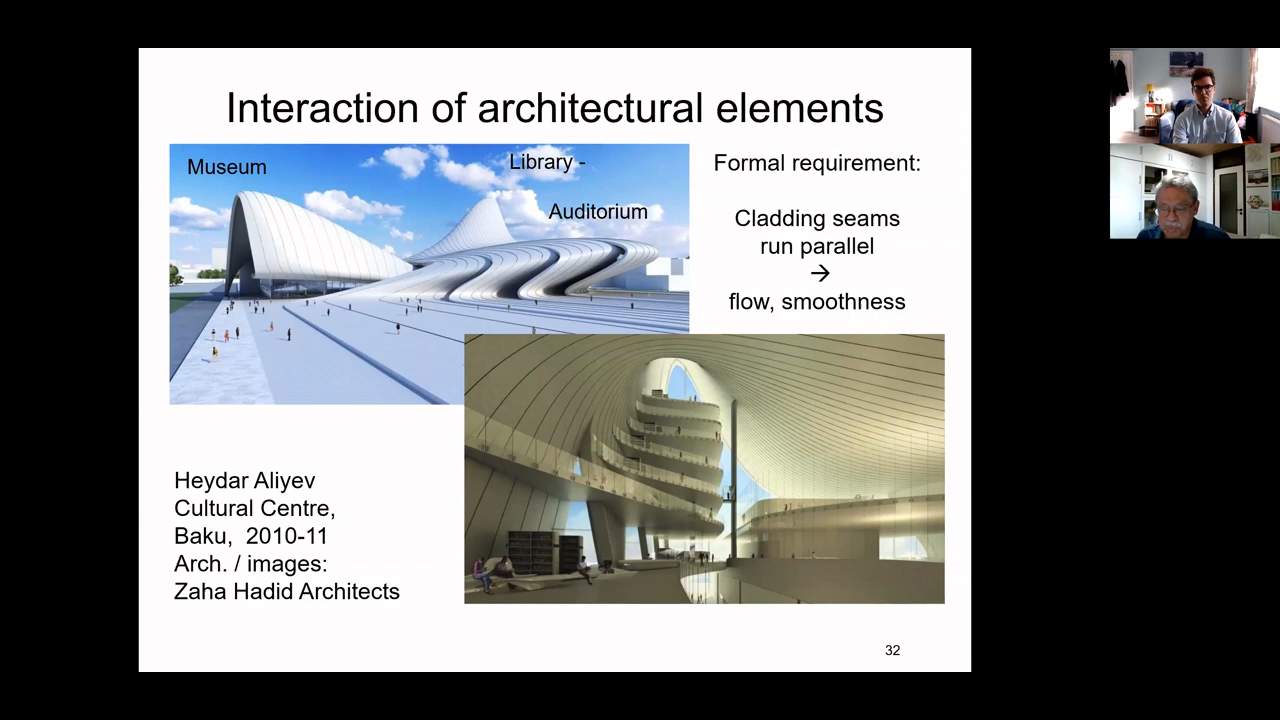 Interaction of architectural elements
Museum
Library -
Auditorium
Formal requirement:
Cladding seams
run parallel
→
flow, smoothness
Heydar Aliyev
Cultural Centre,
Baku, 2010-11
Arch. / images:
Zaha Hadid Architects
32